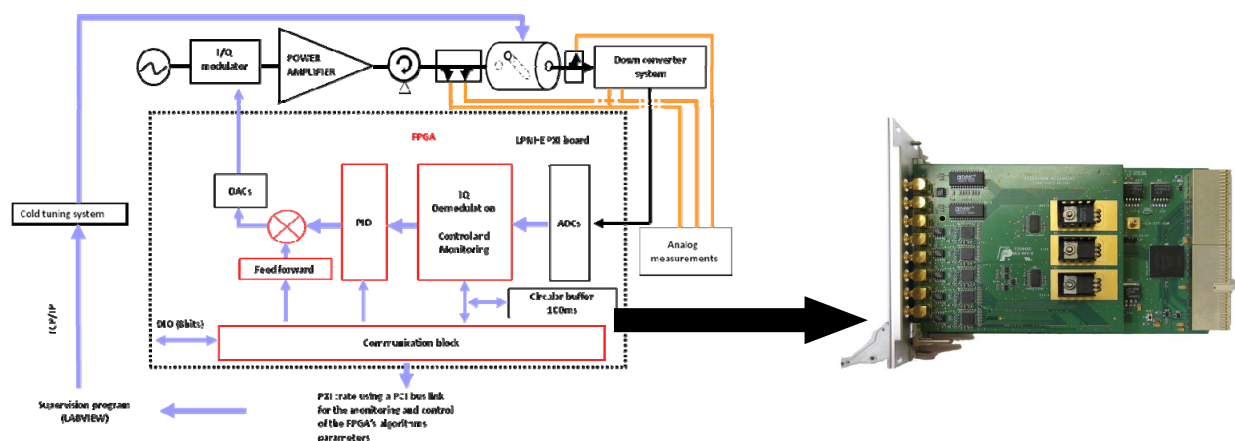 I/Q
modulator
POWER
AMPLIFIER
Down converter
system
FPGA
LPNHE PXI board
DACs
PID
IQ
Demodulation
Control and
Monitoring
ADCs
Cold tuning system
Feed forward
Analog
measurements
Circular buffer
100ms
DIO (8bits)
Communication block
TCP/IP
Supervision program
(LABVIEW)
PXI crate using a PCI bus link
for the monitoring and control
of the FPGA's algorithms
parameters